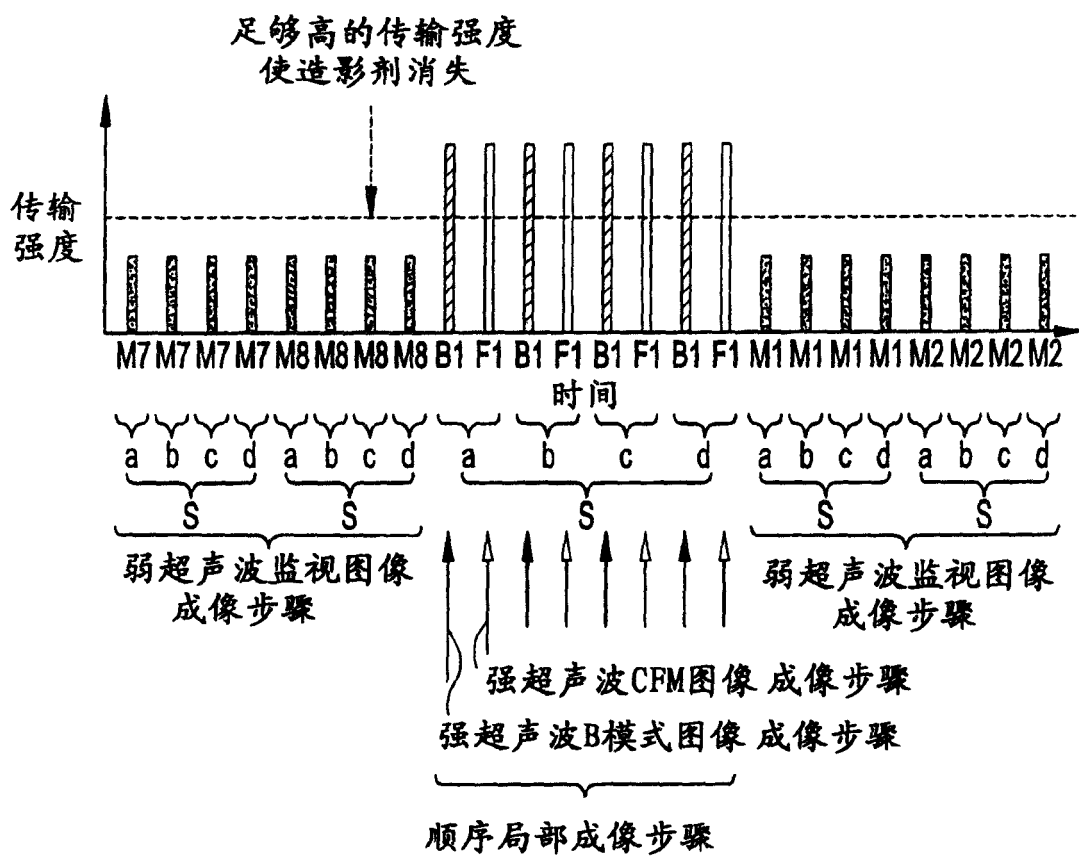 足够高的传输强度
使造影剂消失
传输
强度
M7 M7 M7 M7 M8 M8 M8 M8 B1 F1 B1 F1 B1 F1 B1 F1 M1 M1 M1 M1 M2 M2 M2 M2
时间
a b c d a b c d a b c d a b c d a b c d
S S S S S
弱超声波监视图像
成像步骤
弱超声波监视图像
成像步骤
强超声波CFM图像 成像步骤
强超声波B模式图像 成像步骤
顺序局部成像步骤